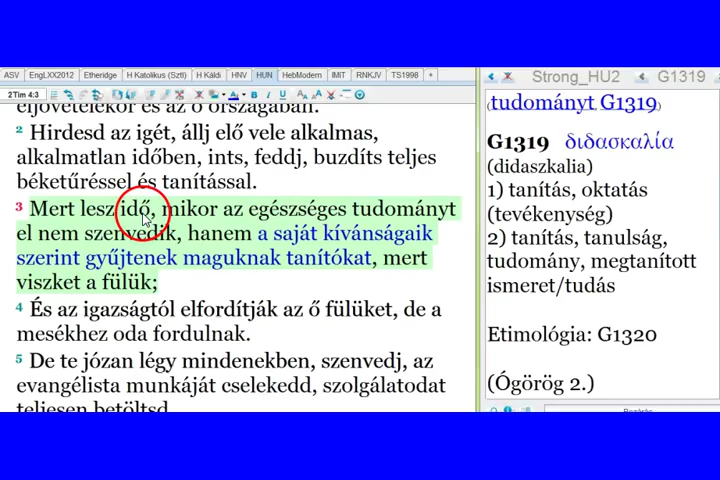 ASV EngLXX2012 Etheridge H Katolikus (Sztl) H Káldi HNV HUN HebModern IMIT RNKJV TS1998 +
2Tim 4:3
eljövetelekor és az ő országában.
2 Hirdesd az igét, állj elő vele alkalmas,
alkalmatlan időben, ints, feddj, buzdíts teljes
béketűréssel és tanítással.
3 Mert lesz idő, mikor az egészséges tudományt
el nem szenvedik, hanem a saját kívánságaik
szerint gyűjtenek maguknak tanítókat, mert
viszket a fülük;
4 És az igazságtól elfordítják az ő fülüket, de a
mesékhez oda fordulnak.
5 De te józan légy mindenekben, szenvedj, az
evangélista munkáját cselekedd, szolgálatodat
teljesen betöltsd
Strong_HU2 G1319
(tudományt G1319)
G1319 διδασκαλία
(didaszkalia)
1) tanítás, oktatás
(tevékenység)
2) tanítás, tanulság,
tudomány, megtanított
ismeret/tudás
Etimológia: G1320
(Ógörög 2.)
Bezárás